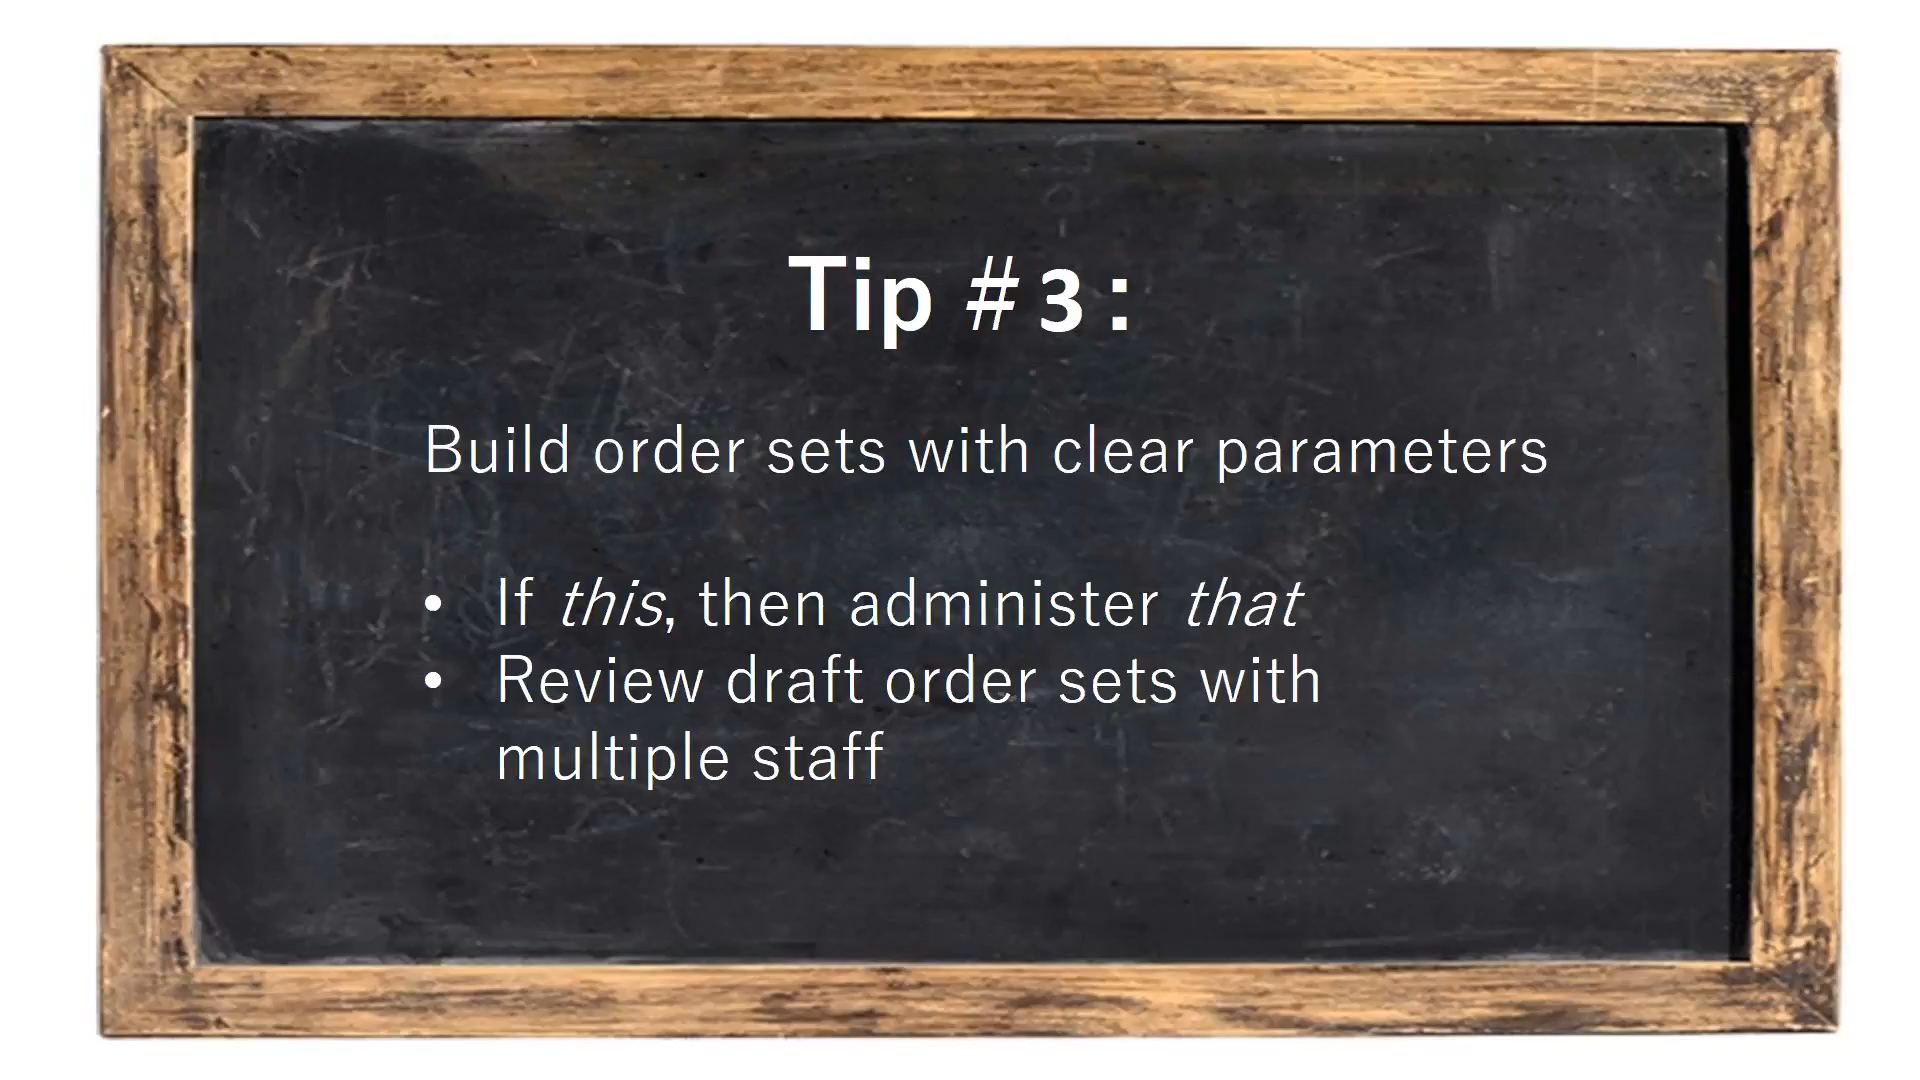 Tip #3:
Build order sets with clear parameters
• If this, then administer that
• Review draft order sets with
multiple staff